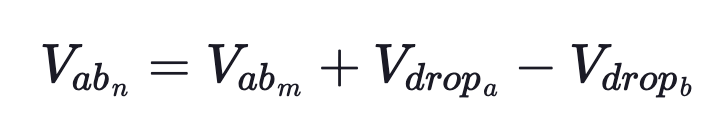 $V_{ab_n} = V_{ab_m} + V_{drop_a} - V_{drop_b}$